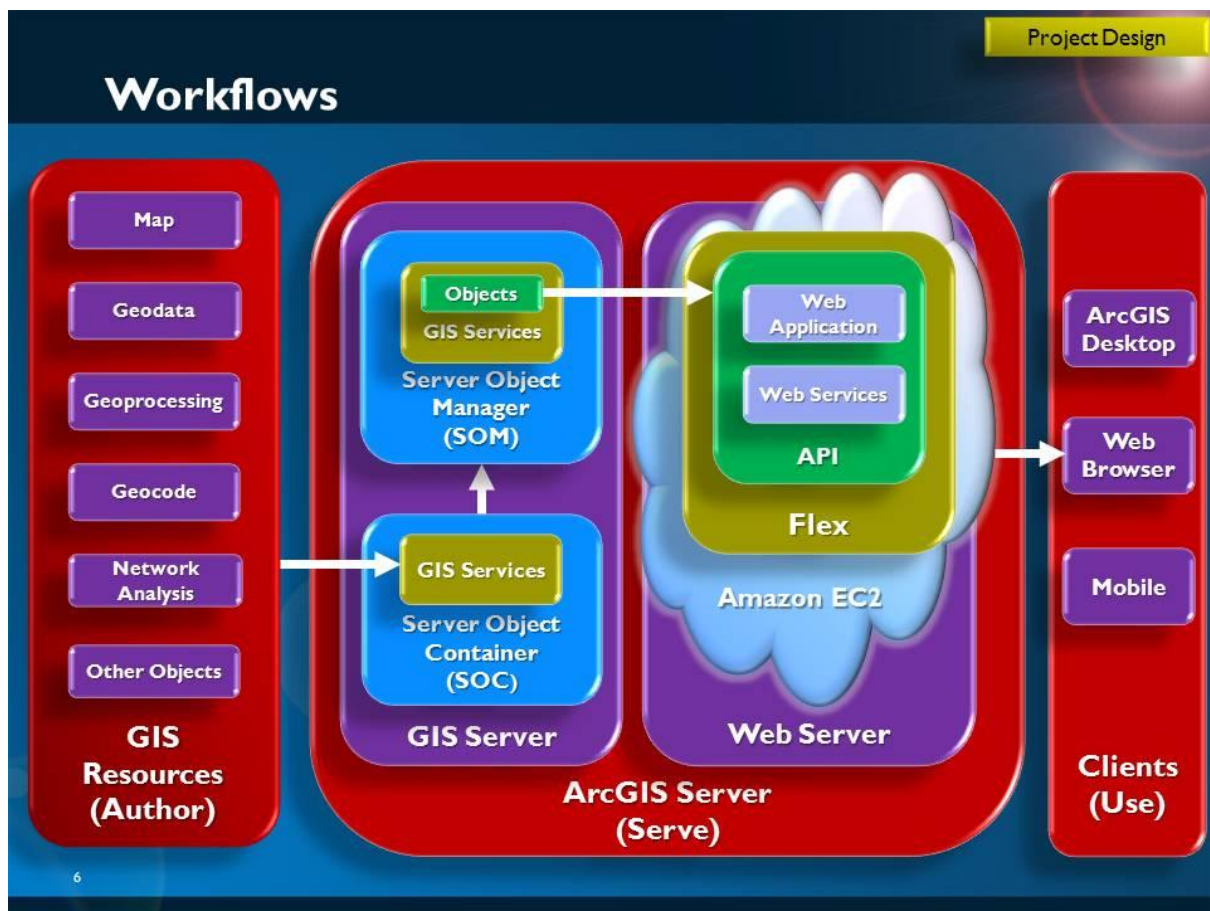 Project Design
Workflows
Map
Geodata
Geoprocessing
Geocode
Network
Analysis
Other Objects
GIS
Resources
(Author)
Objects
GIS Services
Server Object
Manager
(SOM)
GIS Services
Server Object
Container
(SOC)
GIS Server
Web
Application
Web Services
API
Flex
Amazon EC2
Web Server
ArcGIS Server
(Serve)
ArcGIS
Desktop
Web
Browser
Mobile
Clients
(Use)
6